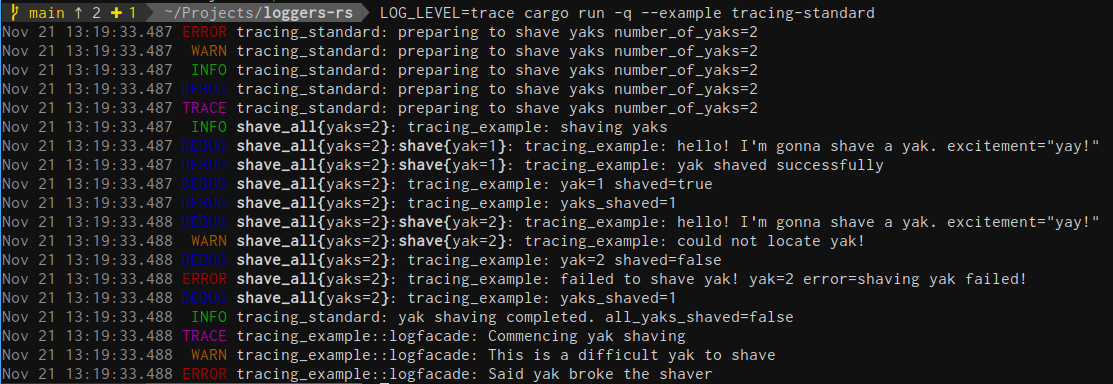 main ↑ 2 + 1 ~/Projects/loggers-rs LOG_LEVEL=trace cargo run -q --example tracing-standard
Nov 21 13:19:33.487 ERROR tracing_standard: preparing to shave yaks number_of_yaks=2
Nov 21 13:19:33.487 WARN tracing_standard: preparing to shave yaks number_of_yaks=2
Nov 21 13:19:33.487 INFO tracing_standard: preparing to shave yaks number_of_yaks=2
Nov 21 13:19:33.487 DEBUG tracing_standard: preparing to shave yaks number_of_yaks=2
Nov 21 13:19:33.487 TRACE tracing_standard: preparing to shave yaks number_of_yaks=2
Nov 21 13:19:33.487 INFO shave_all{yaks=2}: tracing_example: shaving yaks
Nov 21 13:19:33.487 DEBUG shave_all{yaks=2}:shave{yak=1}: tracing_example: hello! I'm gonna shave a yak. excitement="yay!"
Nov 21 13:19:33.487 DEBUG shave_all{yaks=2}:shave{yak=1}: tracing_example: yak shaved successfully
Nov 21 13:19:33.487 DEBUG shave_all{yaks=2}: tracing_example: yak=1 shaved=true
Nov 21 13:19:33.487 DEBUG shave_all{yaks=2}: tracing_example: yaks_shaved=1
Nov 21 13:19:33.488 DEBUG shave_all{yaks=2}:shave{yak=2}: tracing_example: hello! I'm gonna shave a yak. excitement="yay!"
Nov 21 13:19:33.488 WARN shave_all{yaks=2}:shave{yak=2}: tracing_example: could not locate yak!
Nov 21 13:19:33.488 DEBUG shave_all{yaks=2}: tracing_example: yak=2 shaved=false
Nov 21 13:19:33.488 ERROR shave_all{yaks=2}: tracing_example: failed to shave yak! yak=2 error=shaving yak failed!
Nov 21 13:19:33.488 DEBUG shave_all{yaks=2}: tracing_example: yaks_shaved=1
Nov 21 13:19:33.488 INFO tracing_standard: yak shaving completed. all_yaks_shaved=false
Nov 21 13:19:33.488 TRACE tracing_example::logfacade: Commencing yak shaving
Nov 21 13:19:33.488 WARN tracing_example::logfacade: This is a difficult yak to shave
Nov 21 13:19:33.488 ERROR tracing_example::logfacade: Said yak broke the shaver